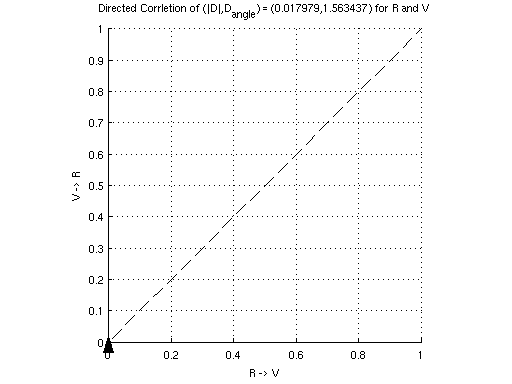 Directed Corrletion of (|D|,D_angle) = (0.017979,1.563437) for R and V
1
0.9
0.8
0.7
0.6
0.5
0.4
0.3
0.2
0.1
0
V -> R
0 0.2 0.4 0.6 0.8 1
R -> V